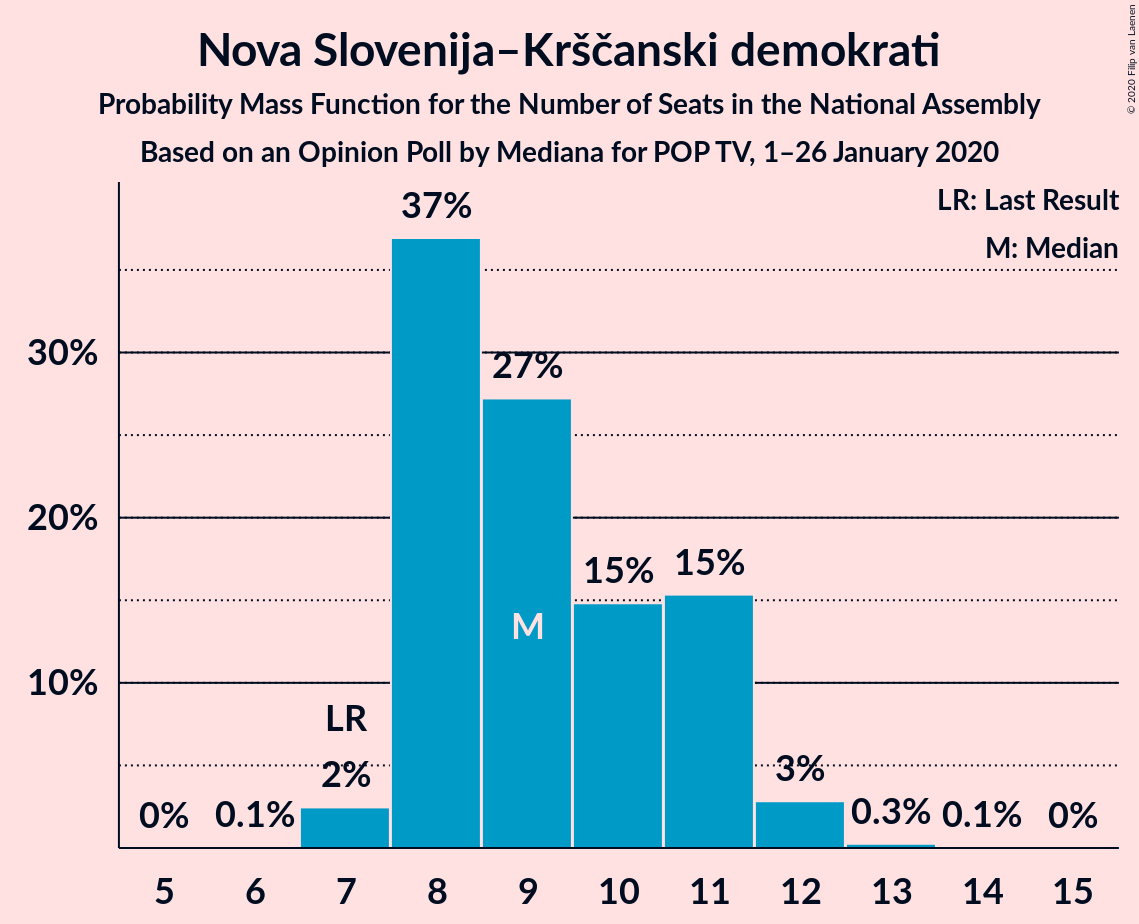 Nova Slovenija–Krščanski demokrati
Probability Mass Function for the Number of Seats in the National Assembly
Based on an Opinion Poll by Mediana for POP TV, 1–26 January 2020
© 2020 Filip van Laenen
LR: Last Result
M: Median
30%
20%
10%
0%
0.1%
LR
2%
37%
27%
M
15%
15%
3%
0.3%
0.1%
0%
5 6 7 8 9 10 11 12 13 14 15